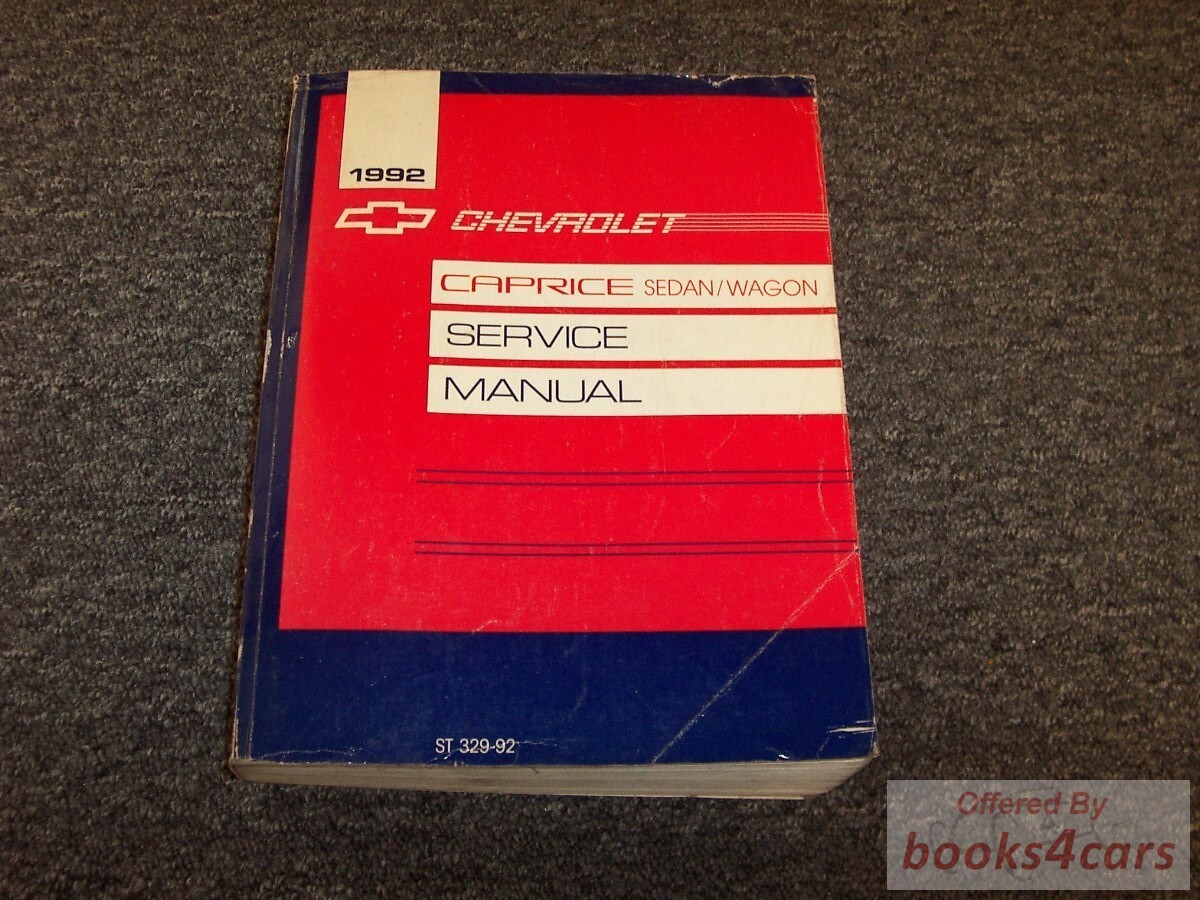 1992
CHEVROLET
CAPRICE SEDAN/WAGON
SERVICE
MANUAL
ST 329-92
Offered By
books4cars